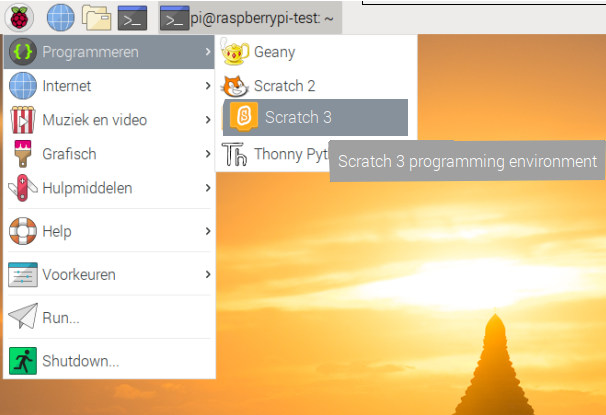 pi@raspberrypi-test: ~
Programmeren
Internet
Muziek en video
Grafisch
Hulpmiddelen
Help
Voorkeuren
Run...
Shutdown...
Geany
Scratch 2
Scratch 3
Thonny Pyt
Scratch 3 programming environment